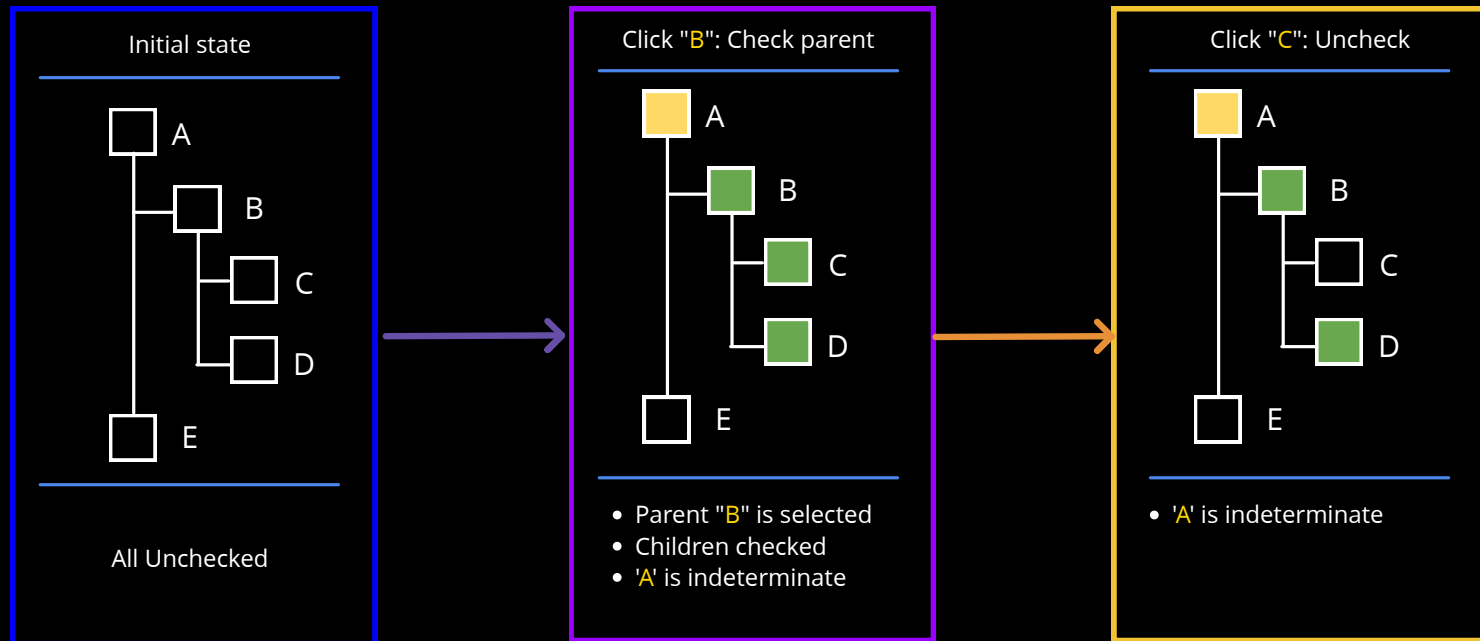 Initial state
A
B
C
D
E
All Unchecked
Click "B": Check parent
A
B
C
D
E
Parent "B" is selected
Children checked
'A' is indeterminate
Click "C": Uncheck
A
B
C
D
E
'A' is indeterminate